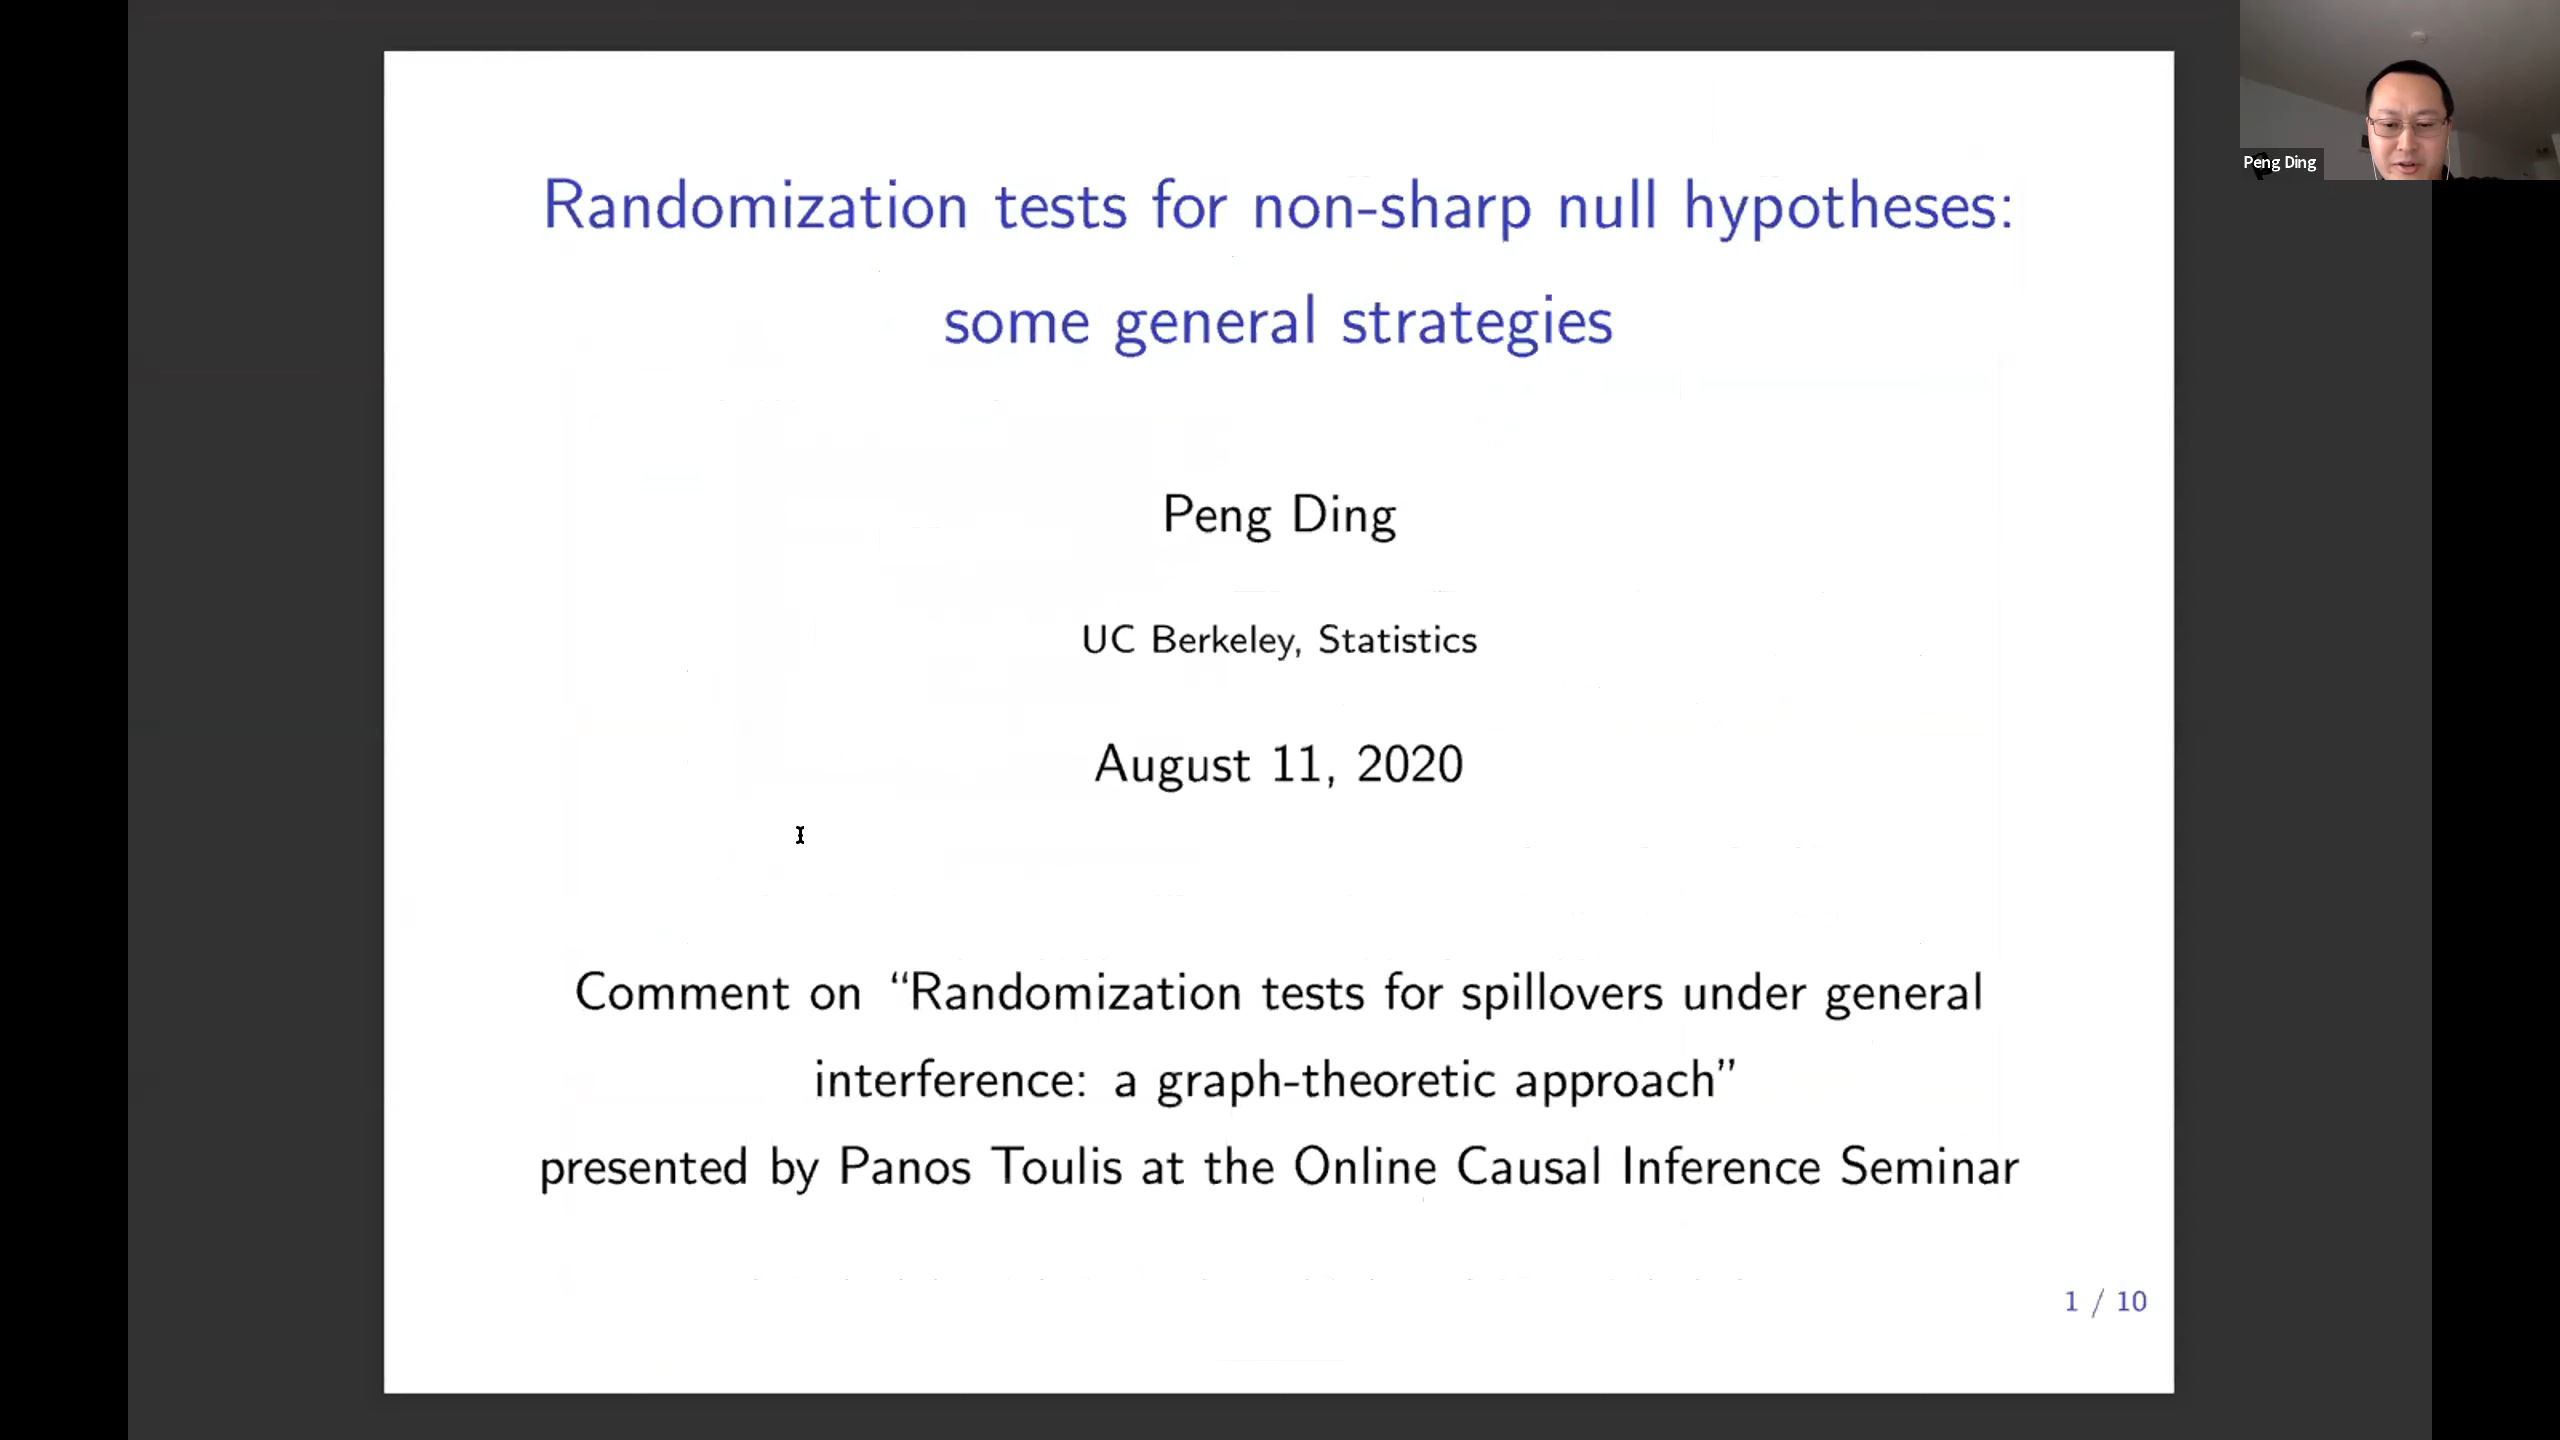 Randomization tests for non-sharp null hypotheses:
some general strategies
Peng Ding
UC Berkeley, Statistics
August 11, 2020
Comment on “Randomization tests for spillovers under general
interference: a graph-theoretic approach”
presented by Panos Toulis at the Online Causal Inference Seminar
1 / 10
Peng Ding